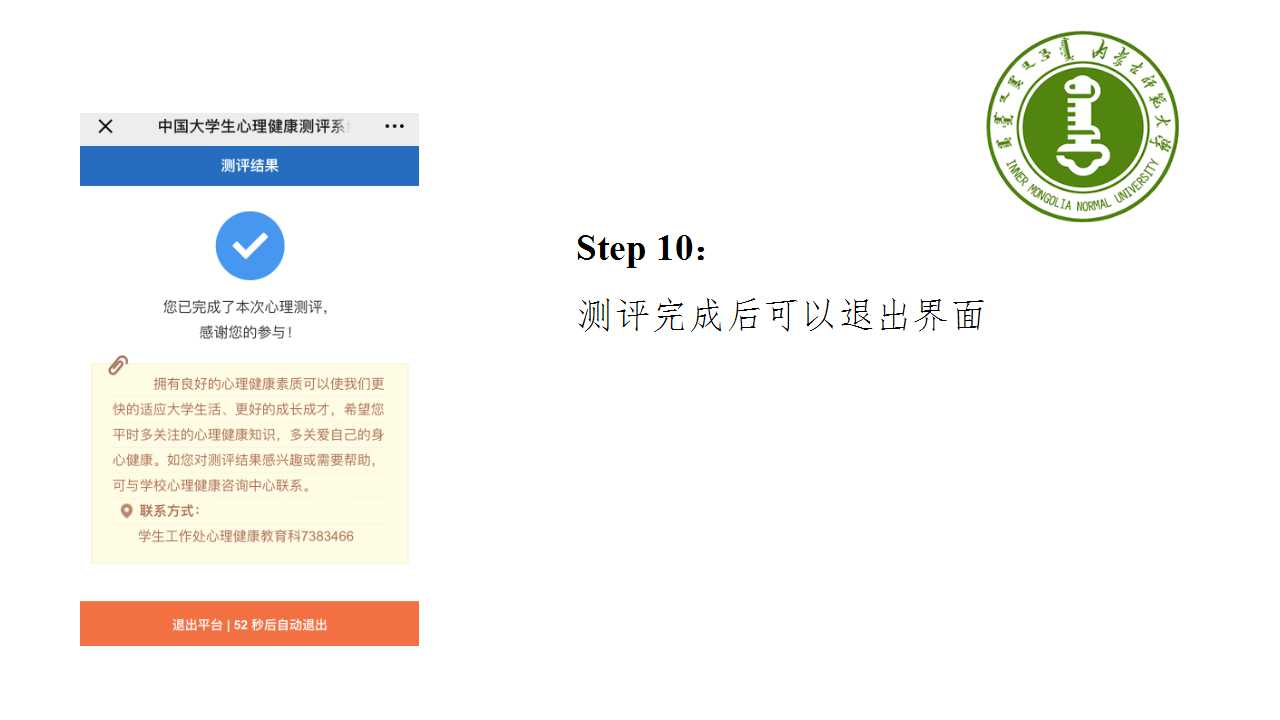 中国大学生心理健康测评系
测评结果
您已完成了本次心理测评,
感谢您的参与!
拥有良好的心理健康素质可以使我们更
快的适应大学生活、更好的成长成才，希望您
平时多关注的心理健康知识，多关爱自己的身
心健康。如您对测评结果感兴趣或需要帮助，
可与学校心理健康咨询中心联系。
联系方式：
学生工作处心理健康教育科7383466
退出平台 | 52 秒后自动退出
内蒙古师范大学
INNER MONGOLIA NORMAL UNIVERSITY
Step 10：
测评完成后可以退出界面